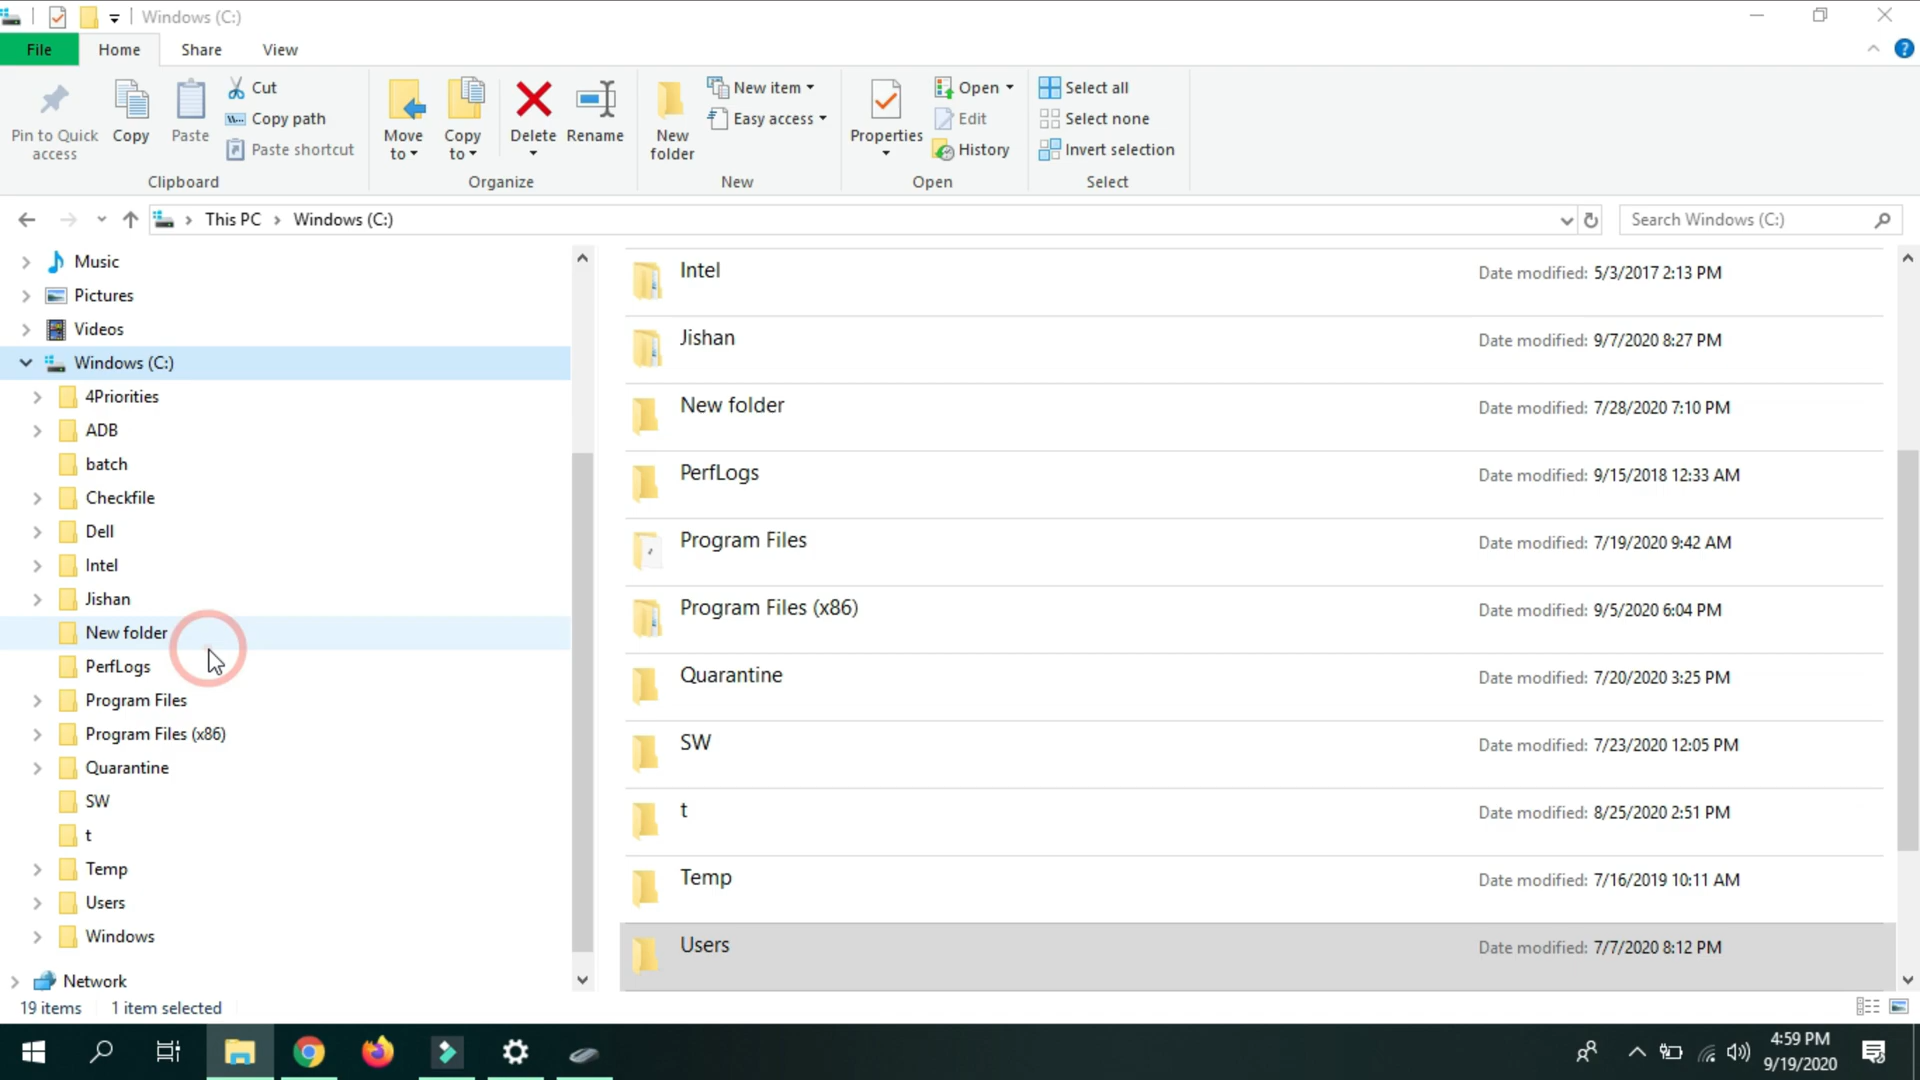 Windows (C:)
File Home Share View
Pin to Quick access
Copy
Paste
Cut
Copy path
Paste shortcut
Clipboard
Move to
Copy to
Delete
Rename
Organize
New folder
New item
Easy access
New
Properties
Open
Edit
History
Open
Select all
Select none
Invert selection
Select
This PC Windows (C:)
Search Windows (C:)
Music
Pictures
Videos
Windows (C:)
4Priorities
ADB
batch
Checkfile
Dell
Intel
Jishan
New folder
PerfLogs
Program Files
Program Files (x86)
Quarantine
SW
t
Temp
Users
Windows
Network
Intel Date modified: 5/3/2017 2:13 PM
Jishan Date modified: 9/7/2020 8:27 PM
New folder Date modified: 7/28/2020 7:10 PM
PerfLogs Date modified: 9/15/2018 12:33 AM
Program Files Date modified: 7/19/2020 9:42 AM
Program Files (x86) Date modified: 9/5/2020 6:04 PM
Quarantine Date modified: 7/20/2020 3:25 PM
SW Date modified: 7/23/2020 12:05 PM
t Date modified: 8/25/2020 2:51 PM
Temp Date modified: 7/16/2019 10:11 AM
Users Date modified: 7/7/2020 8:12 PM
19 items 1 item selected
4:59 PM
9/19/2020